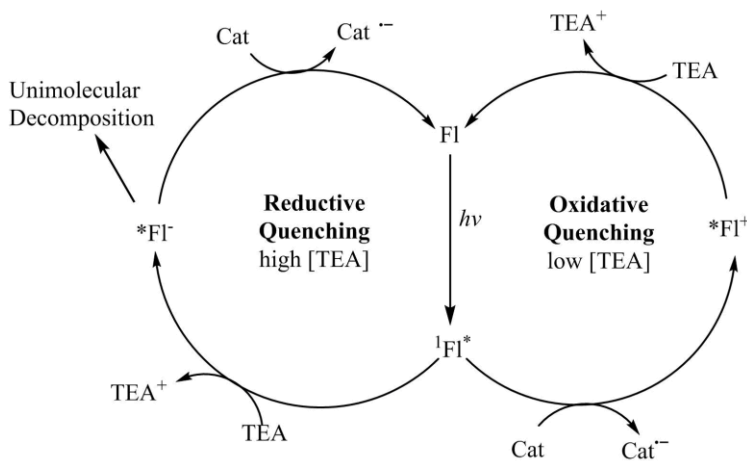 Cat
Cat •−
TEA+
TEA
Unimolecular
Decomposition
Fl
Reductive
Quenching
high [TEA]
hν
Oxidative
Quenching
low [TEA]
*Fl-
*Fl+
1Fl*
TEA+
TEA
Cat
Cat•−